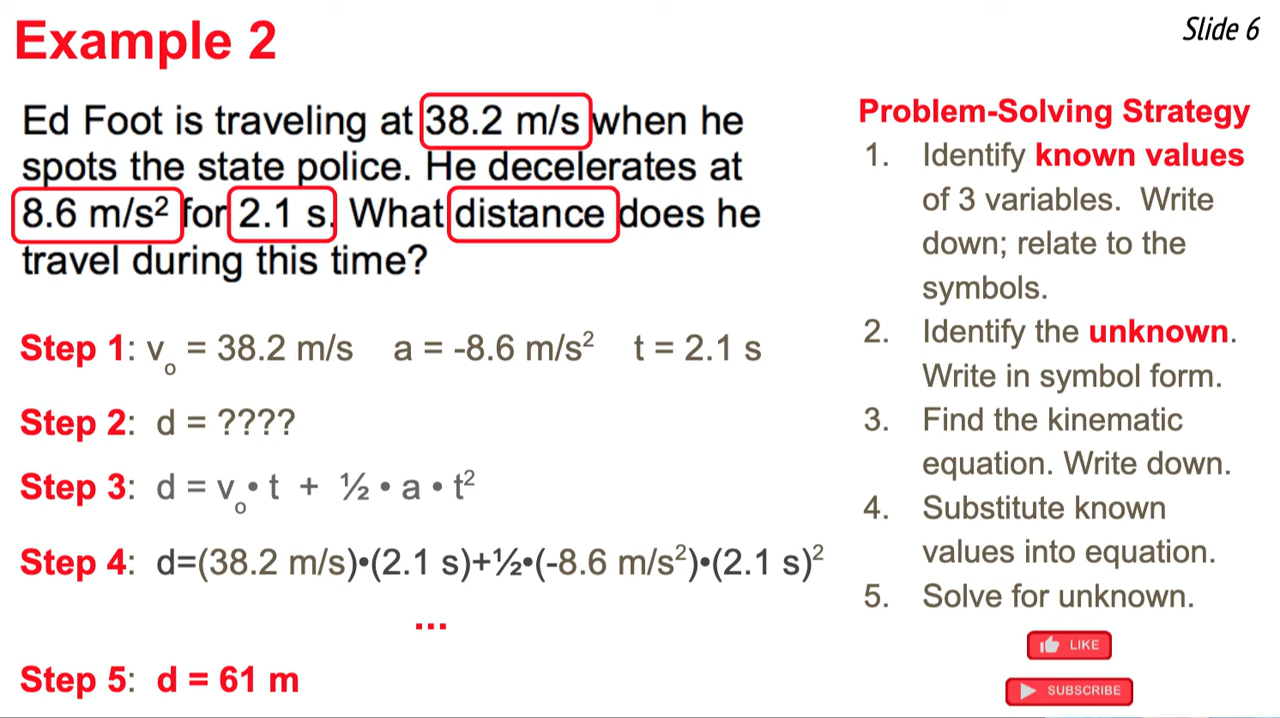 Example 2
Slide 6
Ed Foot is traveling at 38.2 m/s when he
spots the state police. He decelerates at
8.6 m/s² for 2.1 s. What distance does he
travel during this time?
Step 1: vₒ = 38.2 m/s a = -8.6 m/s² t = 2.1 s
Step 2: d = ????
Step 3: d = vₒ • t + ½ • a • t²
Step 4: d=(38.2 m/s)•(2.1 s)+½•(-8.6 m/s²)•(2.1 s)²
...
Step 5: d = 61 m
Problem-Solving Strategy
1. Identify known values
of 3 variables. Write
down; relate to the
symbols.
2. Identify the unknown.
Write in symbol form.
3. Find the kinematic
equation. Write down.
4. Substitute known
values into equation.
5. Solve for unknown.
LIKE
SUBSCRIBE